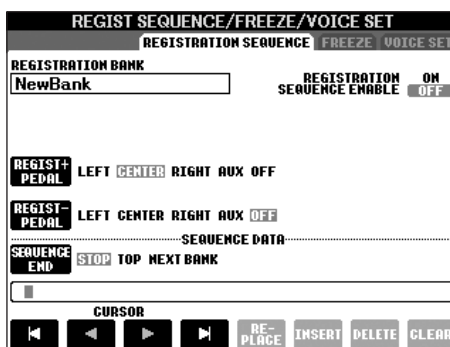 REGIST SEQUENCE/FREEZE/VOICE SET
REGISTRATION SEQUENCE FREEZE VOICE SET
REGISTRATION BANK
NewBank
REGISTRATION SEQUENCE ENABLE ON OFF
REGIST+ PEDAL LEFT CENTER RIGHT AUX OFF
REGIST- PEDAL LEFT CENTER RIGHT AUX OFF
SEQUENCE DATA
SEQUENCE END STOP TOP NEXT BANK
CURSOR
RE-PLACE INSERT DELETE CLEAR